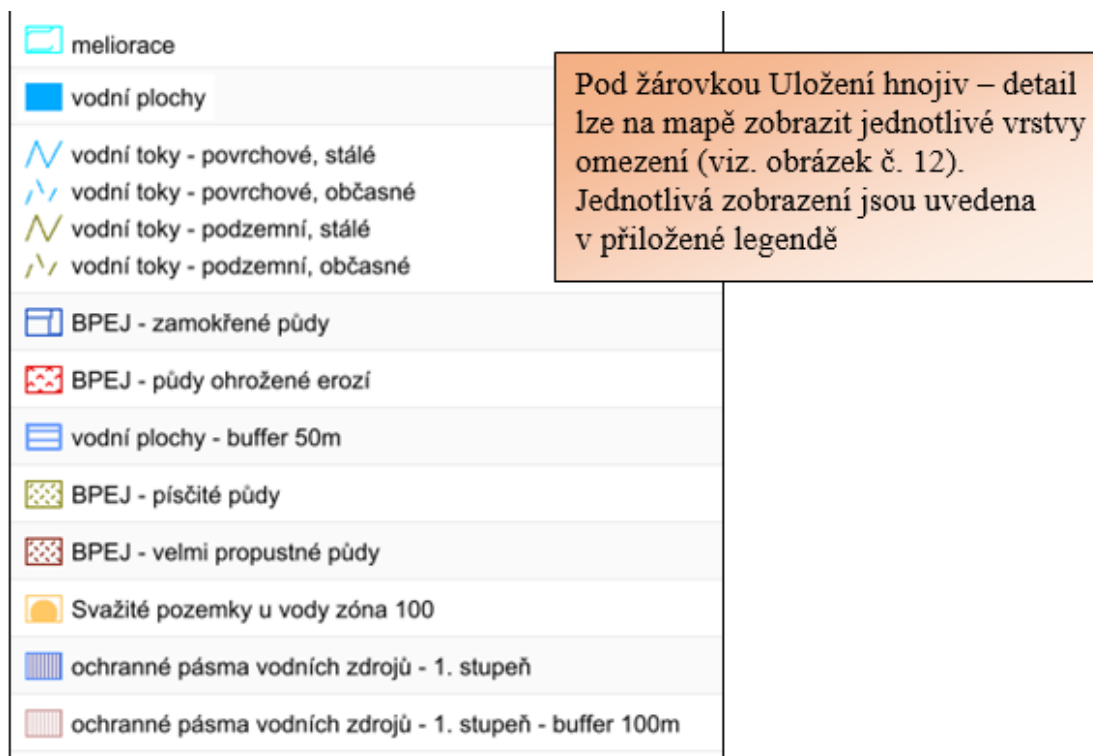 meliorace
vodní plochy
vodní toky - povrchové, stálé
vodní toky - povrchové, občasné
vodní toky - podzemní, stálé
vodní toky - podzemní, občasné
BPEJ - zamokřené půdy
BPEJ - půdy ohrožené erozí
vodní plochy - buffer 50m
BPEJ - písčité půdy
BPEJ - velmi propustné půdy
Svažité pozemky u vody zóna 100
ochranné pásma vodních zdrojů - 1. stupeň
ochranné pásma vodních zdrojů - 1. stupeň - buffer 100m
Pod žárovkou Uložení hnojiv – detail
lze na mapě zobrazit jednotlivé vrstvy
omezení (viz. obrázek č. 12).
Jednotlivá zobrazení jsou uvedena
v přiložené legendě